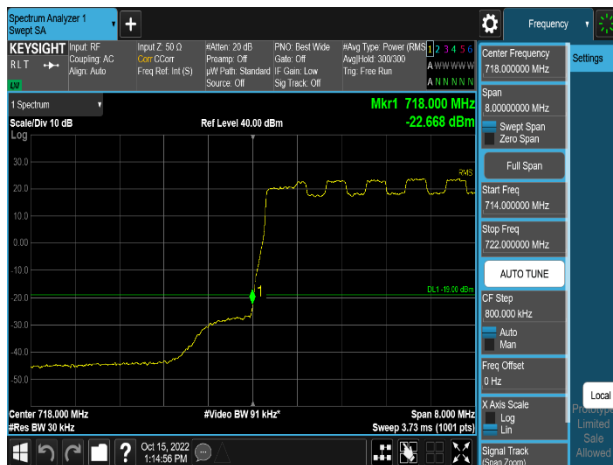 Spectrum Analyzer 1
Swept SA
+
Frequency
KEYSIGHT
RLT
Input: RF
Coupling: AC
Align: Auto
Input Z: 50 Ω
Corr CCorr
Freq Ref: Int (S)
#Atten: 20 dB
Preamp: Off
µW Path: Standard
Source: Off
PNO: Best Wide
Gate: Off
IF Gain: Low
Sig Track: Off
#Avg Type: Power (RMS
Avg|Hold: 300/300
Trig: Free Run
1 2 3 4 5 6
A W W W W W
A N N N N N
1 Spectrum
Scale/Div 10 dB
Log
Ref Level 40.00 dBm
Mkr1 718.000 MHz
-22.668 dBm
30.0
RMS
20.0
10.0
0.00
-10.0
DL1 -19.00 dBm
1
-20.0
-30.0
-40.0
-50.0
Center 718.000 MHz
#Res BW 30 kHz
#Video BW 91 kHz*
Span 8.000 MHz
Sweep 3.73 ms (1001 pts)
Oct 15, 2022
1:14:56 PM
Center Frequency
718.000000 MHz
Settings
Span
8.00000000 MHz
Swept Span
Zero Span
Full Span
Start Freq
714.000000 MHz
Stop Freq
722.000000 MHz
AUTO TUNE
CF Step
800.000 kHz
Auto
Man
Freq Offset
0 Hz
X Axis Scale
Log
Lin
Local
Prototype
Limited
Sale
Allowed
Signal Track
(Span Zoom)